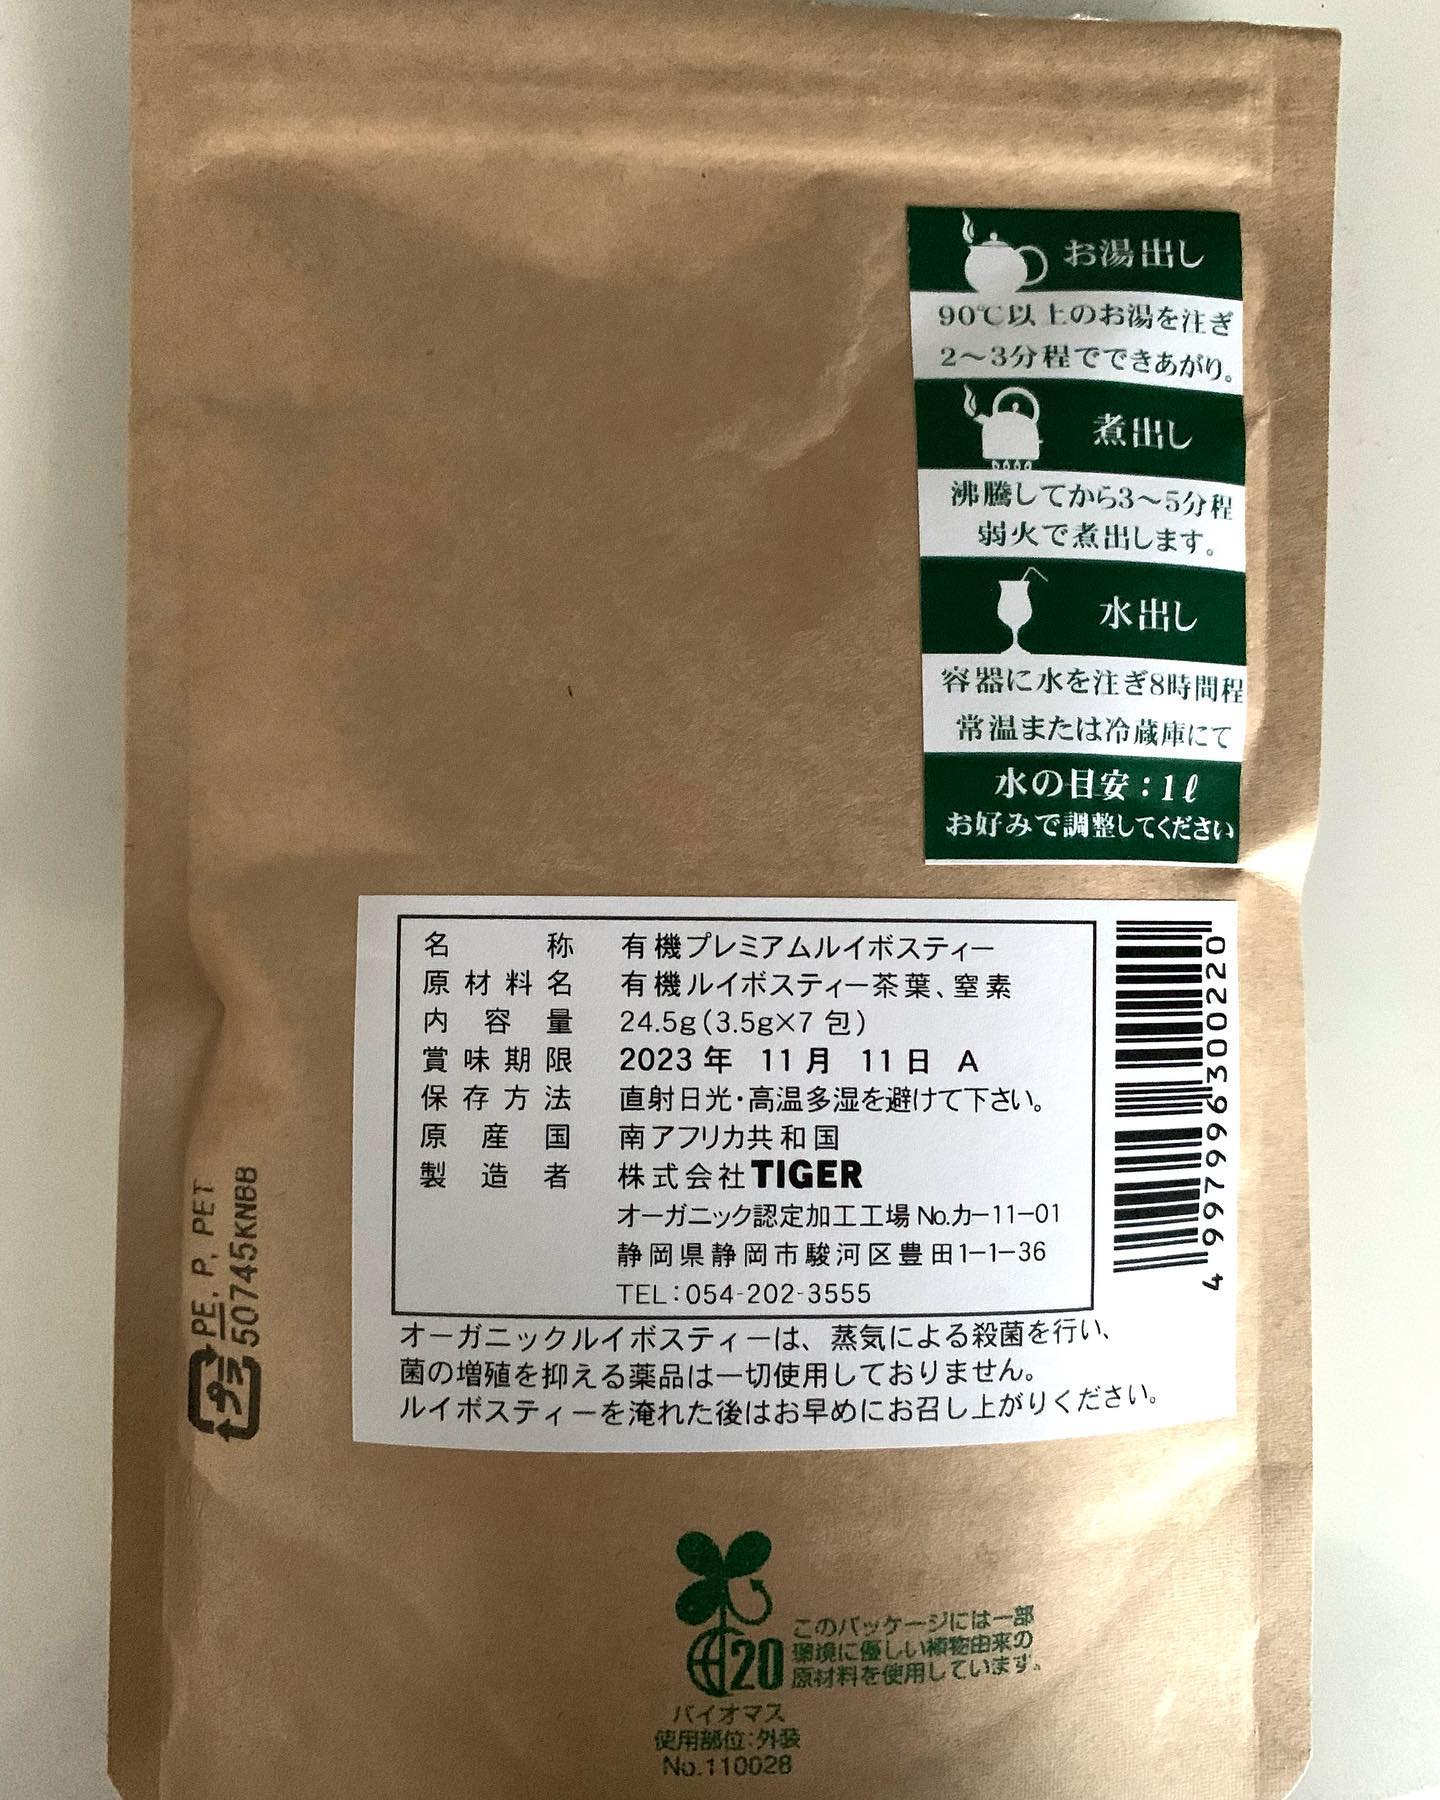 お湯出し
90℃以上のお湯を注ぎ
2～3分程でできあがり。
煮出し
沸騰してから3～5分程
弱火で煮出します。
水出し
容器に水を注ぎ8時間程
常温または冷蔵庫にて
水の目安：1ℓ
お好みで調整してください
名称 有機プレミアムルイボスティー
原材料名 有機ルイボスティー茶葉、窒素
内容量 24.5g(3.5g×7 包)
賞味期限 2023年 11月 11日 A
保存方法 直射日光・高温多湿を避けて下さい。
原産国 南アフリカ共和国
製造者 株式会社TIGER
オーガニック認定加工工場 No.カ-11-01
静岡県静岡市駿河区豊田1-1-36
TEL：054-202-3555
4997996300220
オーガニックルイボスティーは、蒸気による殺菌を行い、
菌の増殖を抑える薬品は一切使用しておりません。
ルイボスティーを淹れた後はお早めにお召し上がりください。
プラ
PE, P, PET
50745KNBB
20
このパッケージには一部
環境に優しい植物由来の
原材料を使用しています。
バイオマス
使用部位：外装
No.110028